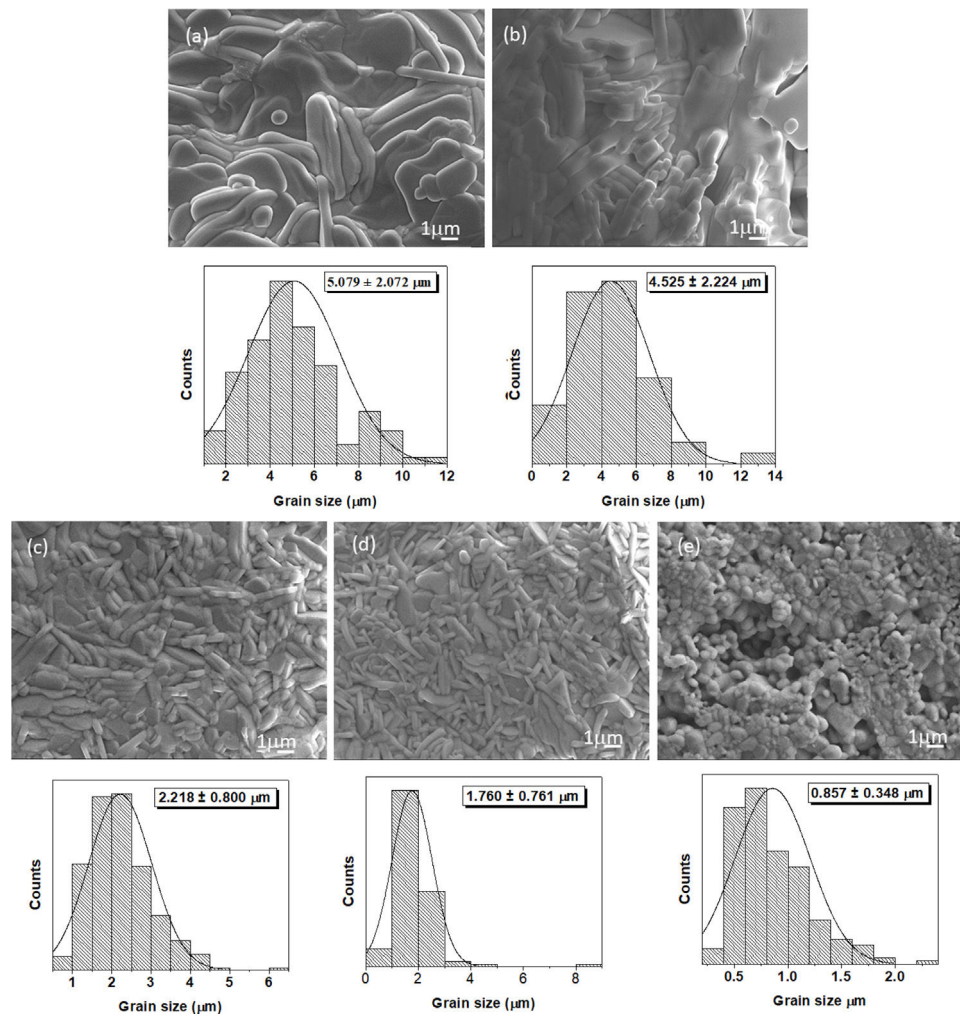 (a)
(b)
1μm
1μm
5.079 ± 2.072 μm
4.525 ± 2.224 μm
Counts
Counts
2 4 6 8 10 12
0 2 4 6 8 10 12 14
Grain size (μm)
Grain size (μm)
(c)
(d)
(e)
1μm
1μm
1μm
2.218 ± 0.800 μm
1.760 ± 0.761 μm
0.857 ± 0.348 μm
Counts
Counts
Counts
1 2 3 4 5 6
0 2 4 6 8
0.5 1.0 1.5 2.0
Grain size (μm)
Grain size (μm)
Grain size μm